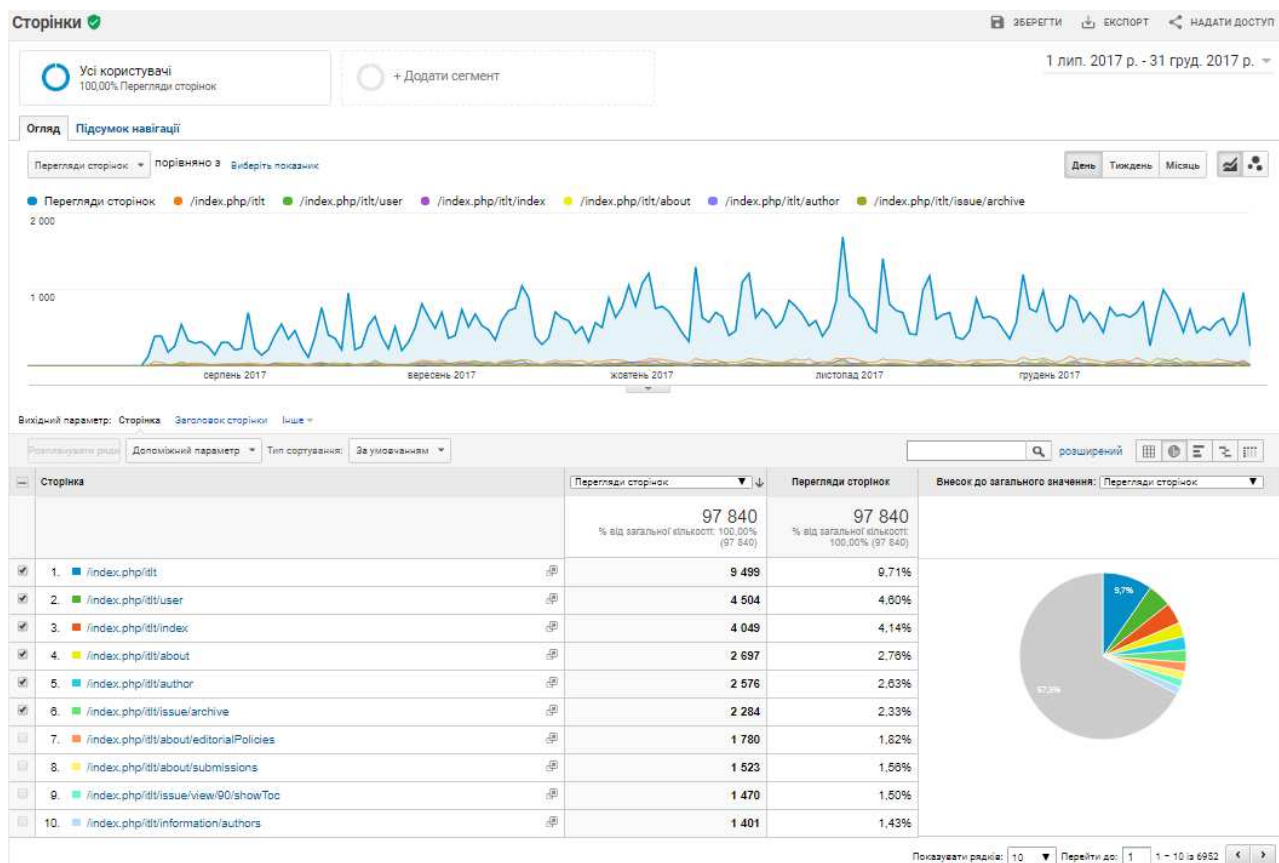 Сторінки
ЗБЕРЕГТИ ЕКСПОРТ НАДАТИ ДОСТУП
Усі користувачі
100,00% Перегляди сторінок
+ Додати сегмент
1 лип. 2017 р. - 31 груд. 2017 р.
Огляд Підсумок навігації
Перегляди сторінок порівняно з Виберіть показник
День Тиждень Місяць
Перегляди сторінок /index.php/itlt /index.php/itlt/user /index.php/itlt/index /index.php/itlt/about /index.php/itlt/author /index.php/itlt/issue/archive
2 000
1 000
серпень 2017 вересень 2017 жовтень 2017 листопад 2017 грудень 2017
Вихідний параметр: Сторінка Заголовок сторінки Інше
Допоміжний параметр Тип сортування: За умовчанням розширений
Сторінка Перегляди сторінок Перегляди сторінок Внесок до загального значення: Перегляди сторінок
97 840 97 840
% від загальної кількості: 100,00% (97 840) % від загальної кількості: 100,00% (97 840)
1. /index.php/itlt 9 499 9,71%
2. /index.php/itlt/user 4 504 4,60%
3. /index.php/itlt/index 4 049 4,14%
4. /index.php/itlt/about 2 697 2,76%
5. /index.php/itlt/author 2 576 2,63%
6. /index.php/itlt/issue/archive 2 284 2,33%
7. /index.php/itlt/about/editorialPolicies 1 780 1,82%
8. /index.php/itlt/about/submissions 1 523 1,56%
9. /index.php/itlt/issue/view/90/showToc 1 470 1,50%
10. /index.php/itlt/information/authors 1 401 1,43%
9,7%
Показувати рядків: 10 Перейти до: 1 1 – 10 із 6952